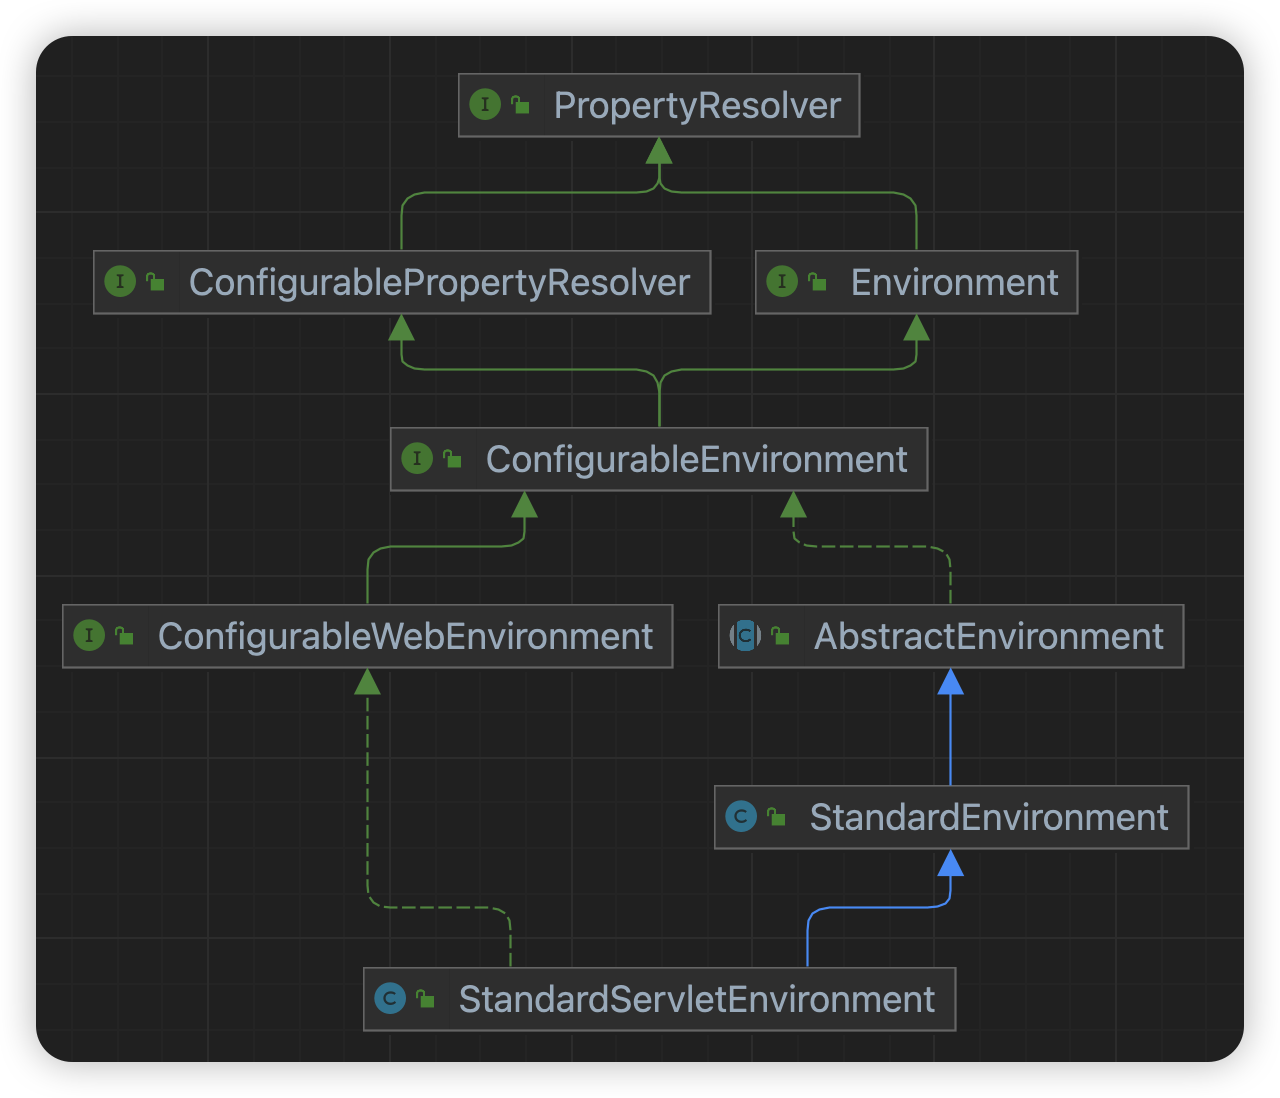 I PropertyResolver
I ConfigurablePropertyResolver
I Environment
I ConfigurableEnvironment
I ConfigurableWebEnvironment
C AbstractEnvironment
C StandardEnvironment
C StandardServletEnvironment